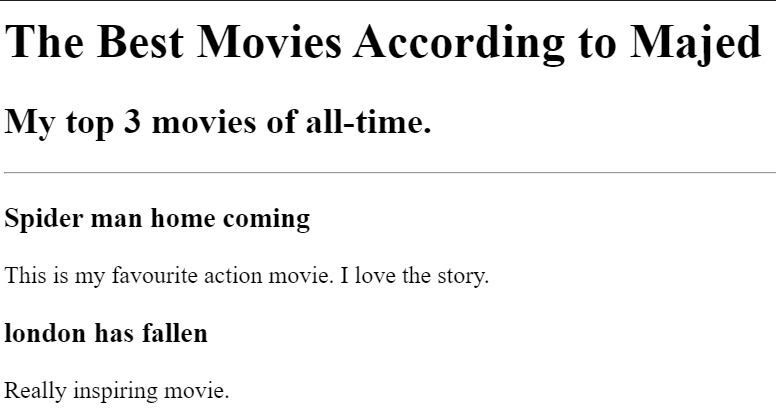 The Best Movies According to Majed
My top 3 movies of all-time.
Spider man home coming
This is my favourite action movie. I love the story.
london has fallen
Really inspiring movie.